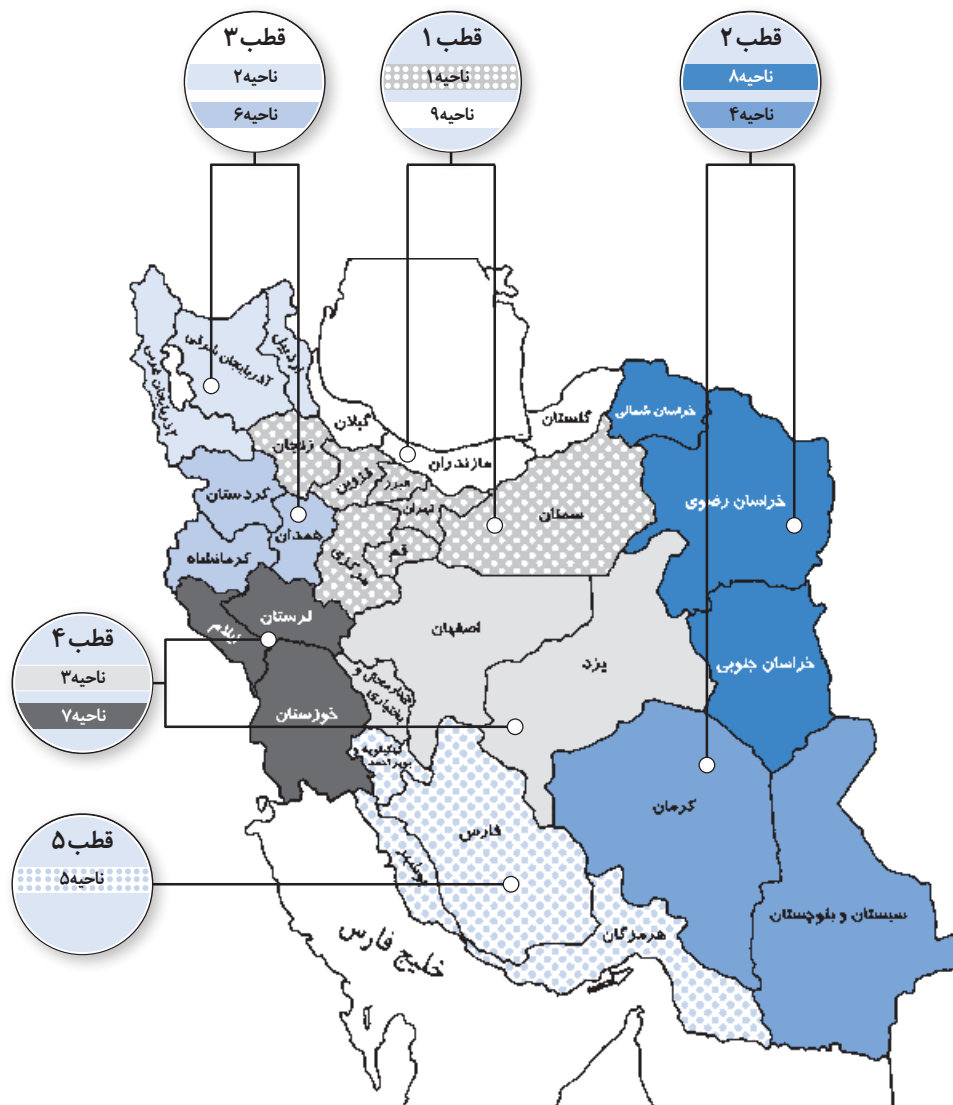 قطب ۳
ناحیه۲
ناحیه۶
قطب ۱
ناحیه۱
ناحیه۹
قطب ۲
ناحیه۸
ناحیه۴
اردبیل
آذربایجان شرقی
آذربایجان غربی
گیلان
گلستان
خراسان شمالی
زنجان
مازندران
قزوین
البرز
تهران
سمنان
خراسان رضوی
کردستان
همدان
قم
مرکزی
کرمانشاه
لرستان
ایلام
اصفهان
یزد
خراسان جنوبی
قطب ۴
ناحیه۳
ناحیه۷
چهارمحال و
بختیاری
خوزستان
کهگیلویه و
بویراحمد
کرمان
فارس
بوشهر
قطب ۵
ناحیه۵
هرمزگان
سیستان و بلوچستان
خلیج فارس